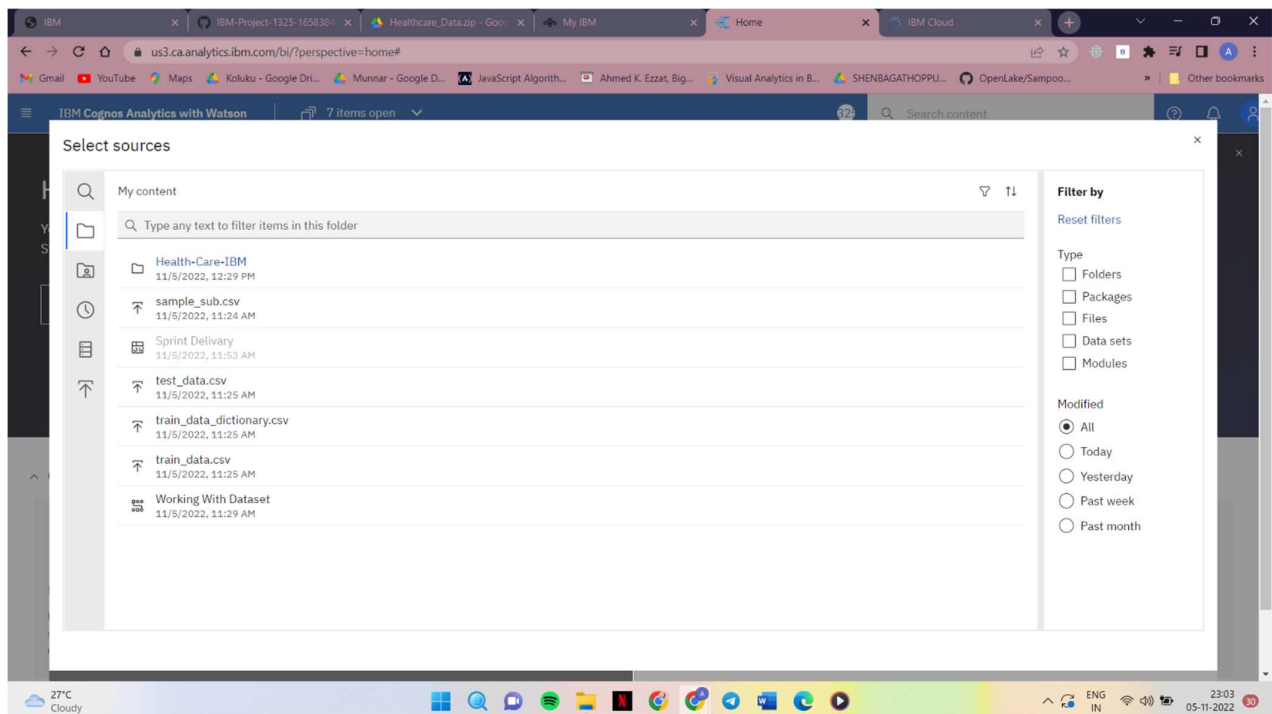 IBM
IBM-Project-1325-1658384
Healthcare_Data.zip - Goo
My IBM
Home
IBM Cloud
us3.ca.analytics.ibm.com/bi/?perspective=home#
Gmail
YouTube
Maps
Koluku - Google Dri...
Munnar - Google D...
JavaScript Algorith...
Ahmed K. Ezzat, Big...
Visual Analytics in B...
SHENBAGATHOPPU...
OpenLake/Sampoo...
»
Other bookmarks
IBM Cognos Analytics with Watson
7 items open
Search content
Select sources
My content
Type any text to filter items in this folder
Health-Care-IBM
11/5/2022, 12:29 PM
sample_sub.csv
11/5/2022, 11:24 AM
Sprint Delivary
11/5/2022, 11:53 AM
test_data.csv
11/5/2022, 11:25 AM
train_data_dictionary.csv
11/5/2022, 11:25 AM
train_data.csv
11/5/2022, 11:25 AM
Working With Dataset
11/5/2022, 11:29 AM
Filter by
Reset filters
Type
Folders
Packages
Files
Data sets
Modules
Modified
All
Today
Yesterday
Past week
Past month
27°C
Cloudy
ENG
IN
23:03
05-11-2022
30